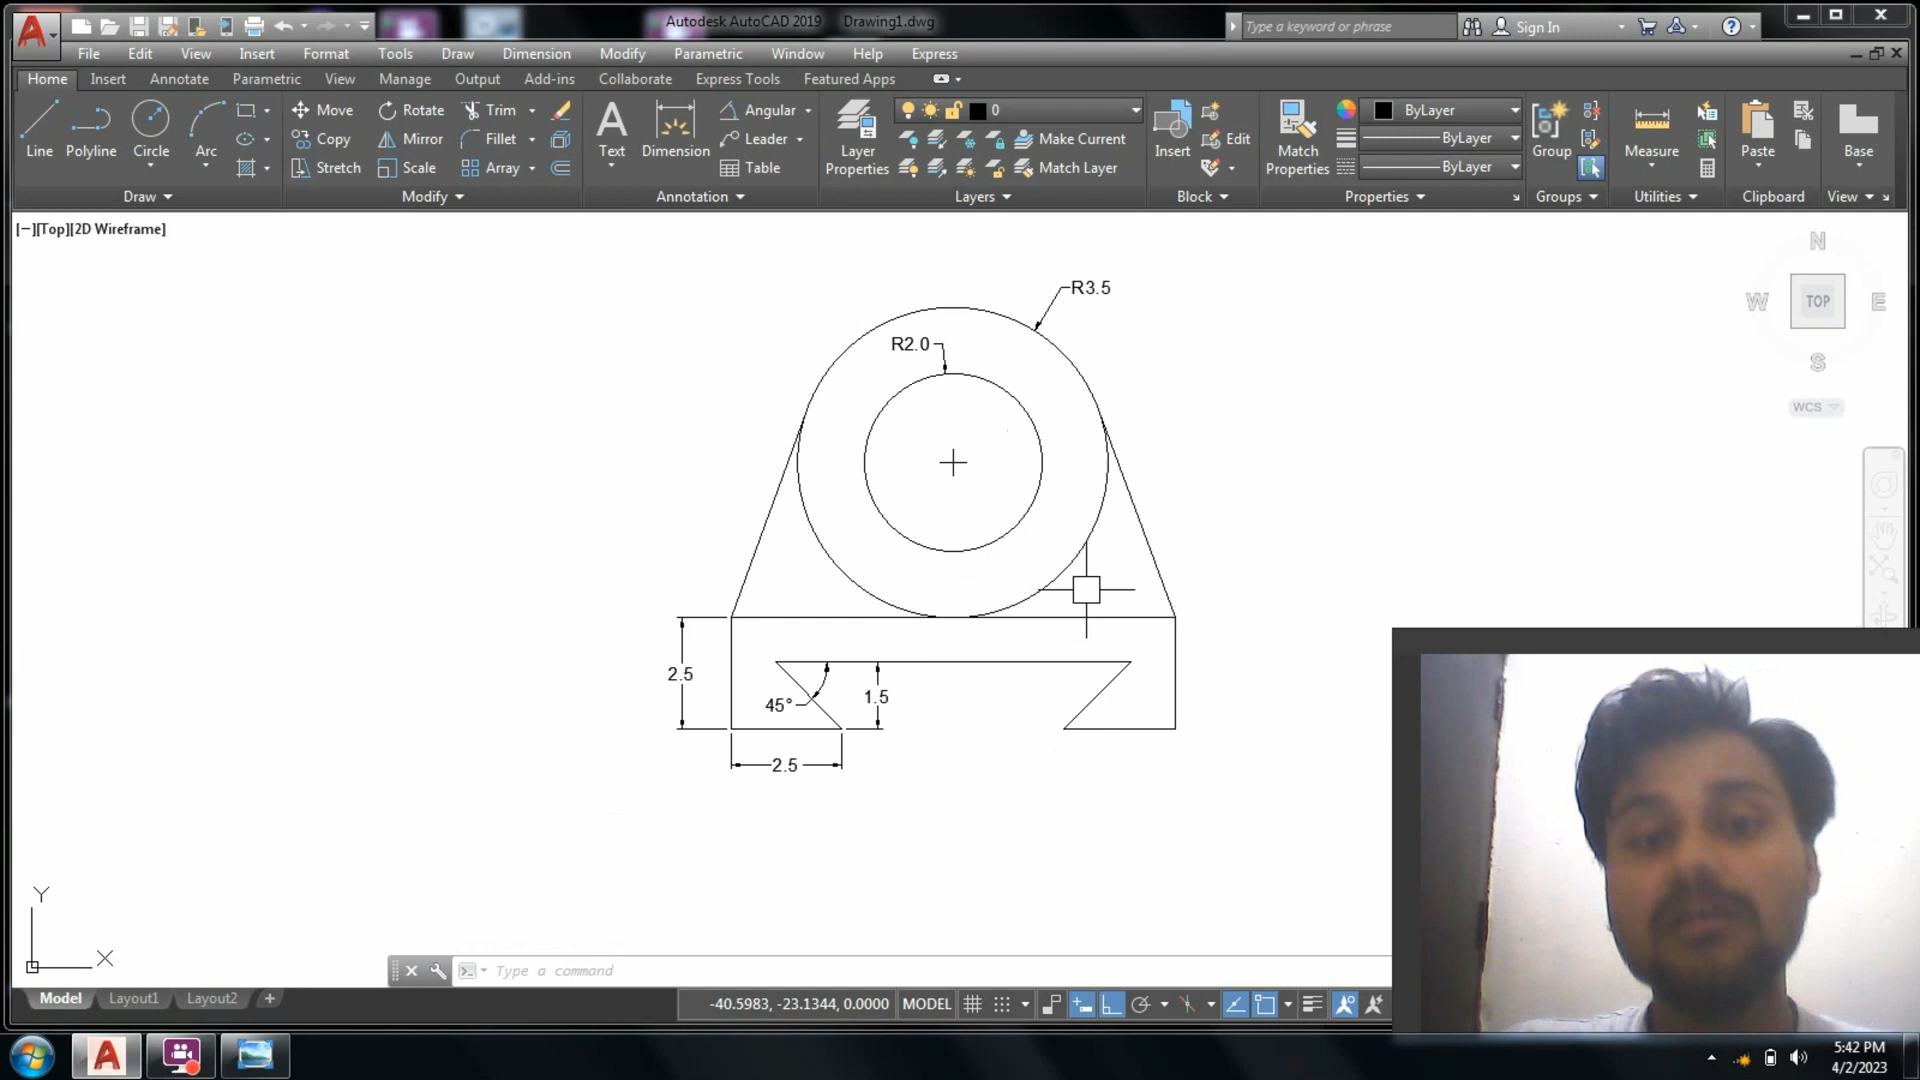 Autodesk AutoCAD 2019 Drawing1.dwg
Type a keyword or phrase
Sign In
File Edit View Insert Format Tools Draw Dimension Modify Parametric Window Help Express
Home Insert Annotate Parametric View Manage Output Add-ins Collaborate Express Tools Featured Apps
Move Rotate Trim Angular 0 ByLayer
Copy Mirror Fillet Leader Make Current Edit ByLayer
Line Polyline Circle Arc Text Dimension Layer Properties Insert Match Properties Group Measure Paste Base
Stretch Scale Array Table Match Layer ByLayer
Draw Modify Annotation Layers Block Properties Groups Utilities Clipboard View
[−][Top][2D Wireframe]
N
W TOP E
S
WCS
R3.5
R2.0
2.5
45°
1.5
2.5
Y
X
Type a command
Model Layout1 Layout2 +
-40.5983, -23.1344, 0.0000 MODEL
5:42 PM
4/2/2023